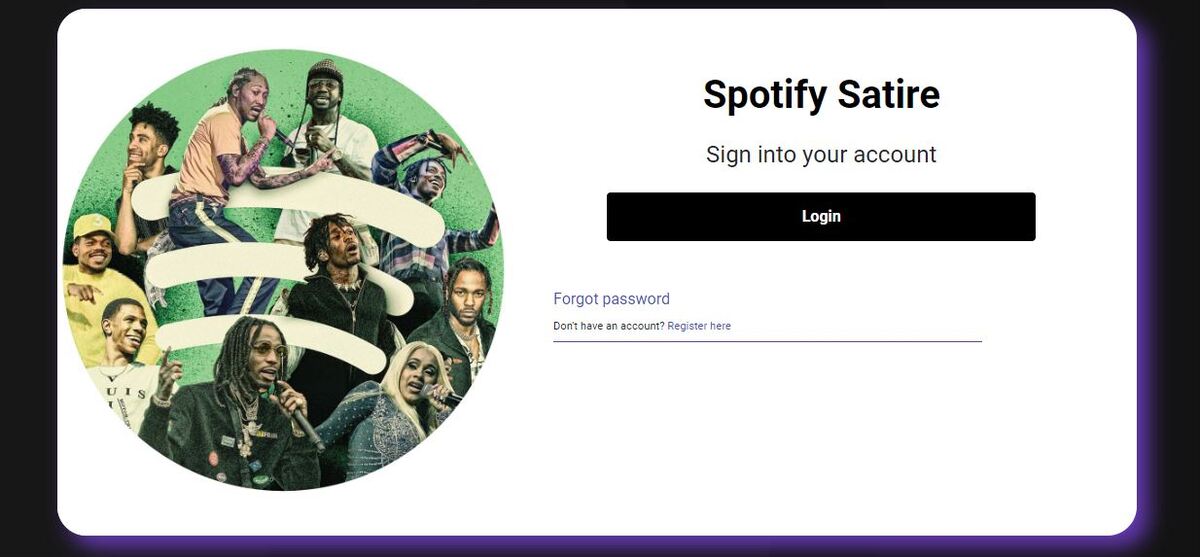 Spotify Satire
Sign into your account
Login
Forgot password
Don't have an account? Register here